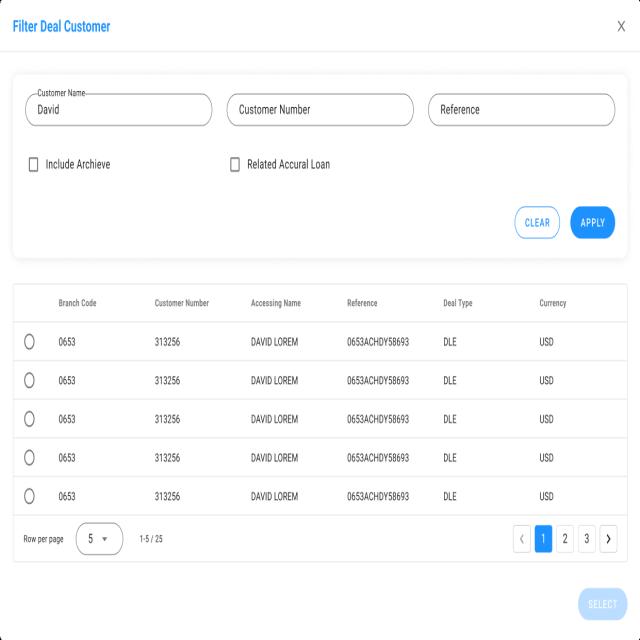 Filter Deal Customer X
Customer Name
David Customer Number Reference
Include Archieve Related Accural Loan
CLEAR APPLY
Branch Code Customer Number Accessing Name Reference Deal Type Currency
0653 313256 DAVID LOREM 0653ACHDY58693 DLE USD
0653 313256 DAVID LOREM 0653ACHDY58693 DLE USD
0653 313256 DAVID LOREM 0653ACHDY58693 DLE USD
0653 313256 DAVID LOREM 0653ACHDY58693 DLE USD
0653 313256 DAVID LOREM 0653ACHDY58693 DLE USD
Row per page 5 1-5 / 25 1 2 3
SELECT